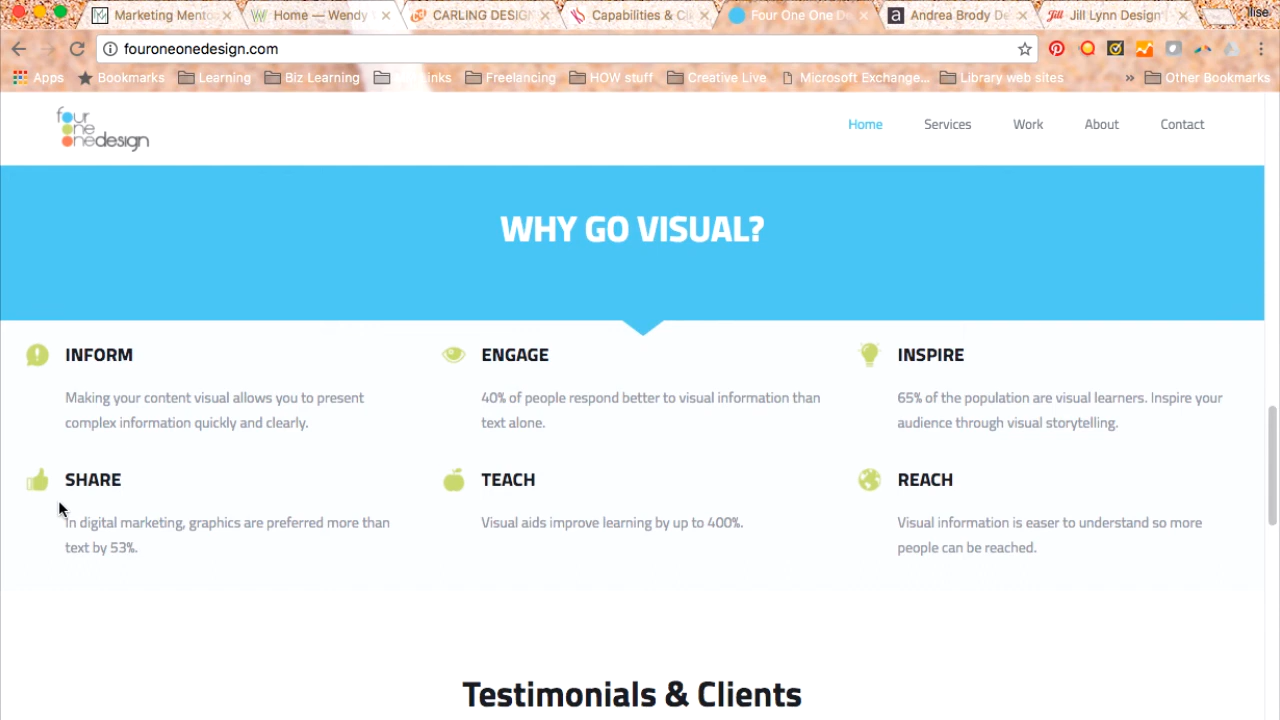 Marketing Mento
Home — Wendy
CARLING DESIGN
Capabilities & Cli
Four One One De
Andrea Brody De
Jill
Jill Lynn Design
Ilise
fouroneonedesign.com
Apps
Bookmarks
Learning
Biz Learning
Links
Freelancing
HOW stuff
Creative Live
Microsoft Exchange...
Library web sites
»
Other Bookmarks
four
one
onedesign
Home
Services
Work
About
Contact
WHY GO VISUAL?
INFORM
Making your content visual allows you to present
complex information quickly and clearly.
ENGAGE
40% of people respond better to visual information than
text alone.
INSPIRE
65% of the population are visual learners. Inspire your
audience through visual storytelling.
SHARE
In digital marketing, graphics are preferred more than
text by 53%.
TEACH
Visual aids improve learning by up to 400%.
REACH
Visual information is easer to understand so more
people can be reached.
Testimonials & Clients